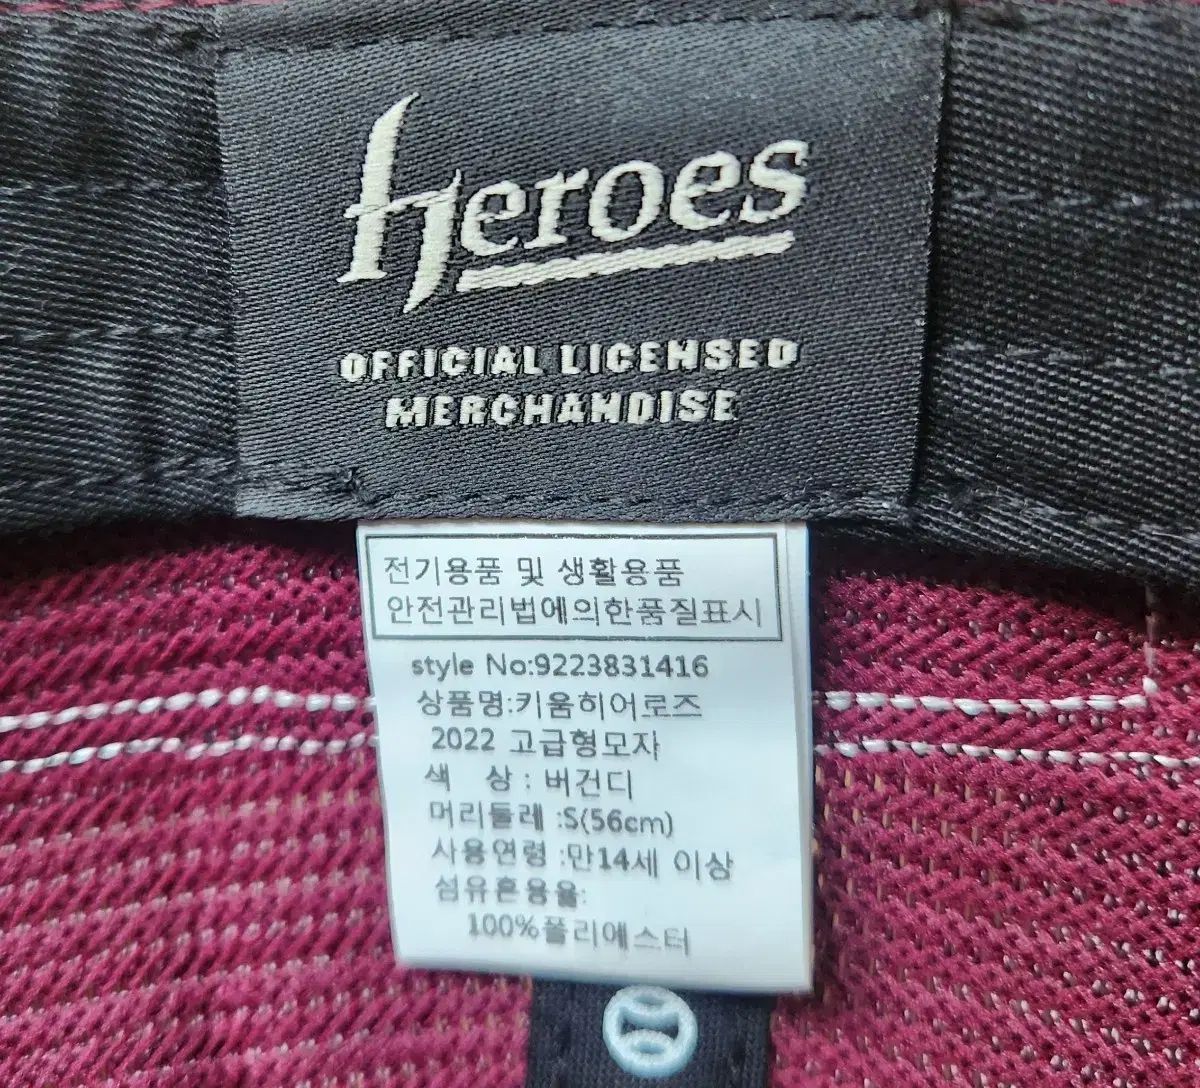 heroes
OFFICIAL LICENSED
MERCHANDISE
전기용품 및 생활용품
안전관리법에의한품질표시
style No:9223831416
상품명:키움히어로즈
2022 고급형모자
색 상 : 버건디
머리둘레 :S(56cm)
사용연령 :만14세 이상
섬유혼용율:
100%폴리에스터